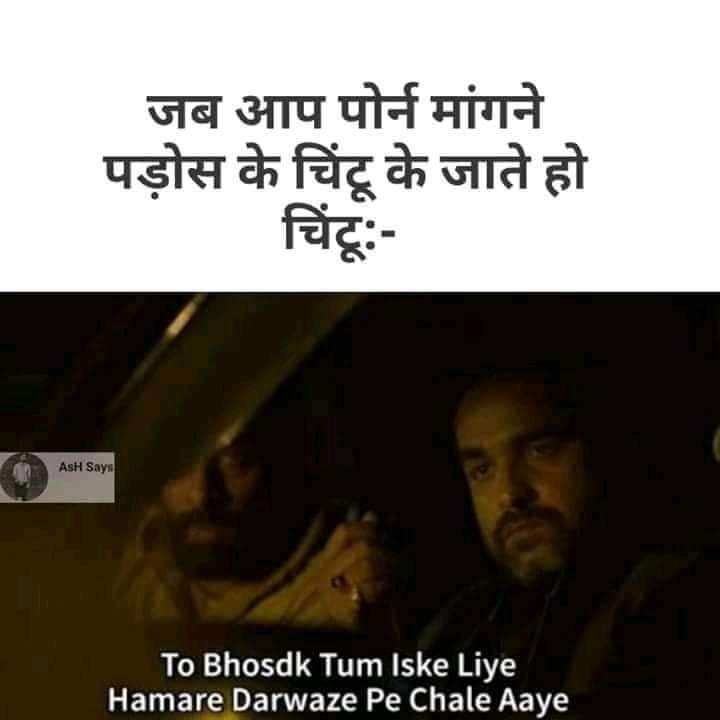 जब आप पोर्न मांगने
पड़ोस के चिंटू के जाते हो
चिंटू:-
AsH Says
To Bhosdk Tum Iske Liye
Hamare Darwaze Pe Chale Aaye